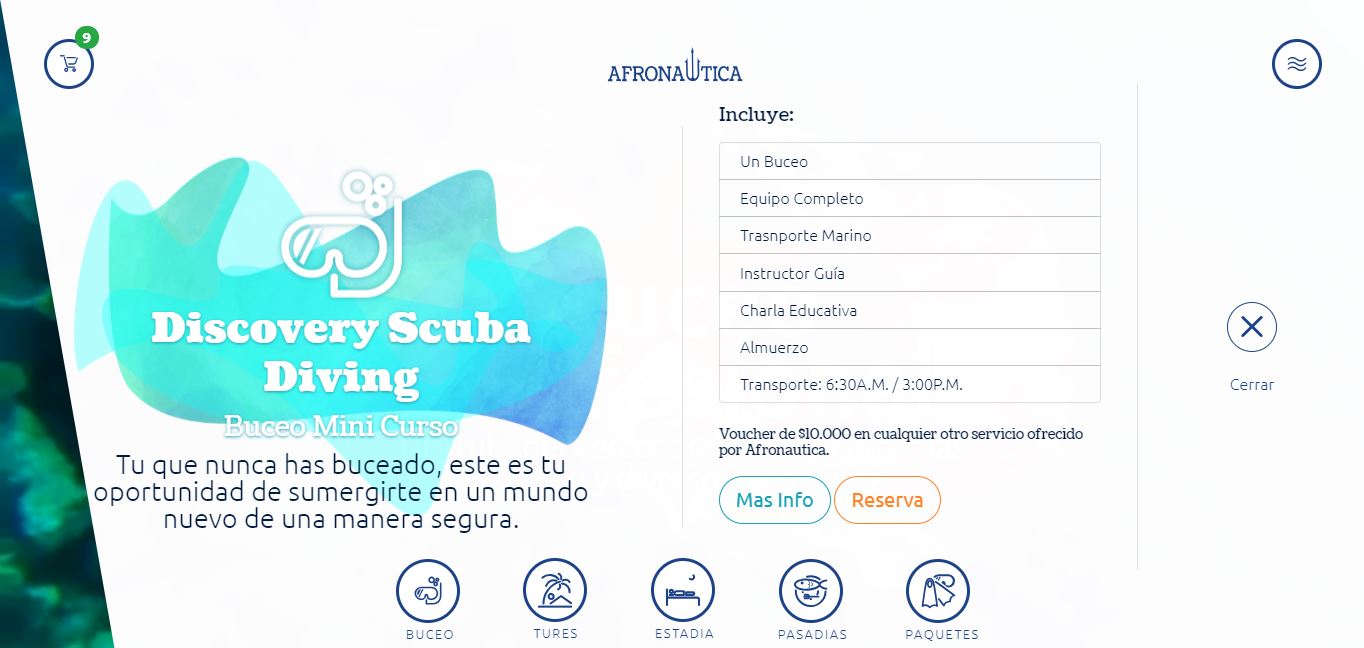 9
AFRONAUTICA
Discovery Scuba
Diving
Buceo Mini Curso
Tu que nunca has buceado, este es tu
oportunidad de sumergirte en un mundo
nuevo de una manera segura.
Incluye:
Un Buceo
Equipo Completo
Trasnporte Marino
Instructor Guía
Charla Educativa
Almuerzo
Transporte: 6:30A.M. / 3:00P.M.
Voucher de $10.000 en cualquier otro servicio ofrecido
por Afronautica.
Mas Info
Reserva
Cerrar
BUCEO
TURES
ESTADIA
PASADIAS
PAQUETES